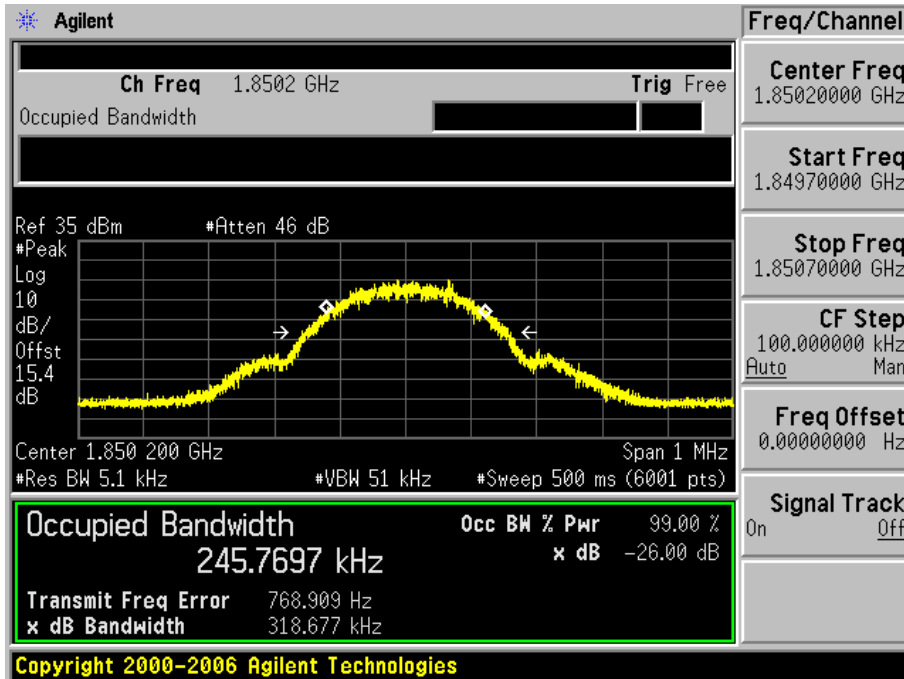 Agilent
Freq/Channel
Ch Freq 1.8502 GHz Trig Free
Occupied Bandwidth
Center Freq
1.85020000 GHz
Start Freq
1.84970000 GHz
Stop Freq
1.85070000 GHz
CF Step
100.000000 kHz
Auto Man
Freq Offset
0.00000000 Hz
Signal Track
On Off
Ref 35 dBm #Atten 46 dB
#Peak
Log
10
dB/
Offst
15.4
dB
Center 1.850 200 GHz Span 1 MHz
#Res BW 5.1 kHz #VBW 51 kHz #Sweep 500 ms (6001 pts)
Occupied Bandwidth
245.7697 kHz
Occ BW % Pwr 99.00 %
x dB -26.00 dB
Transmit Freq Error 768.909 Hz
x dB Bandwidth 318.677 kHz
Copyright 2000-2006 Agilent Technologies